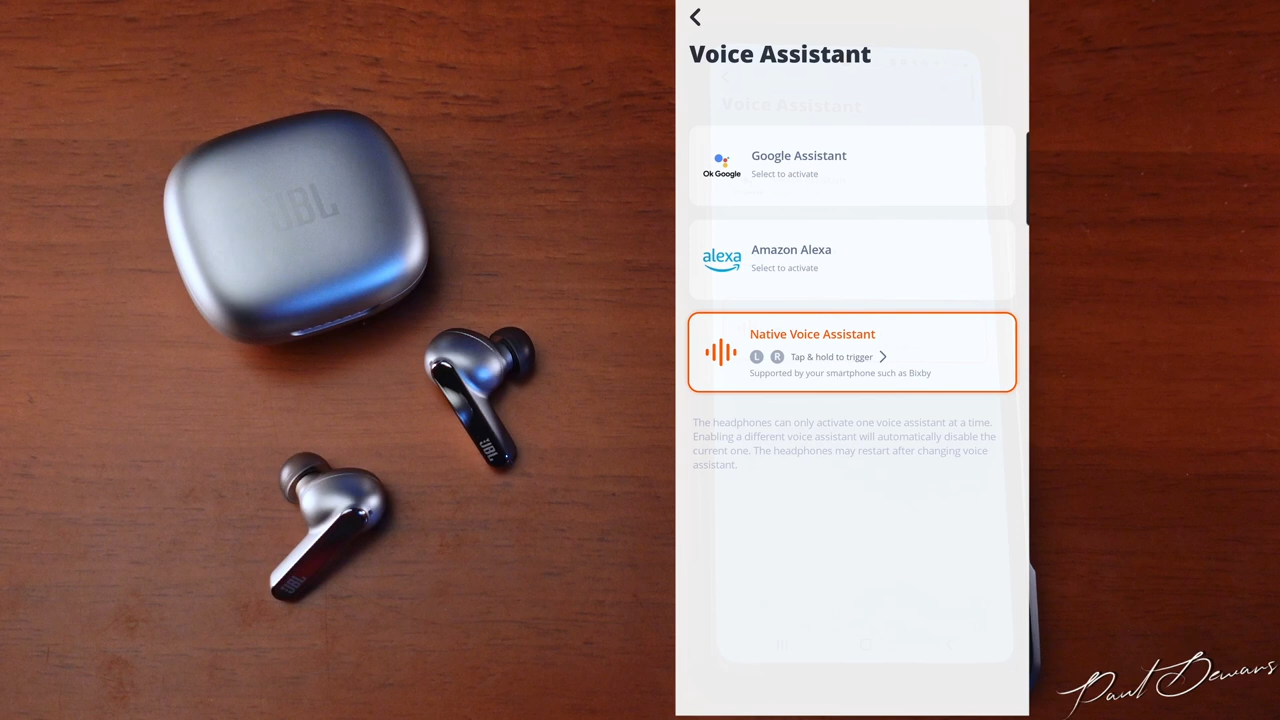 JBL
JBL
JBL
Voice Assistant
Voice Assistant
Ok Google
Google Assistant
Select to activate
alexa
Amazon Alexa
Select to activate
Native Voice Assistant
L R Tap & hold to trigger
Supported by your smartphone such as Bixby
The headphones can only activate one voice assistant at a time.
Enabling a different voice assistant will automatically disable the
current one. The headphones may restart after changing voice
assistant.
Paul Dewans